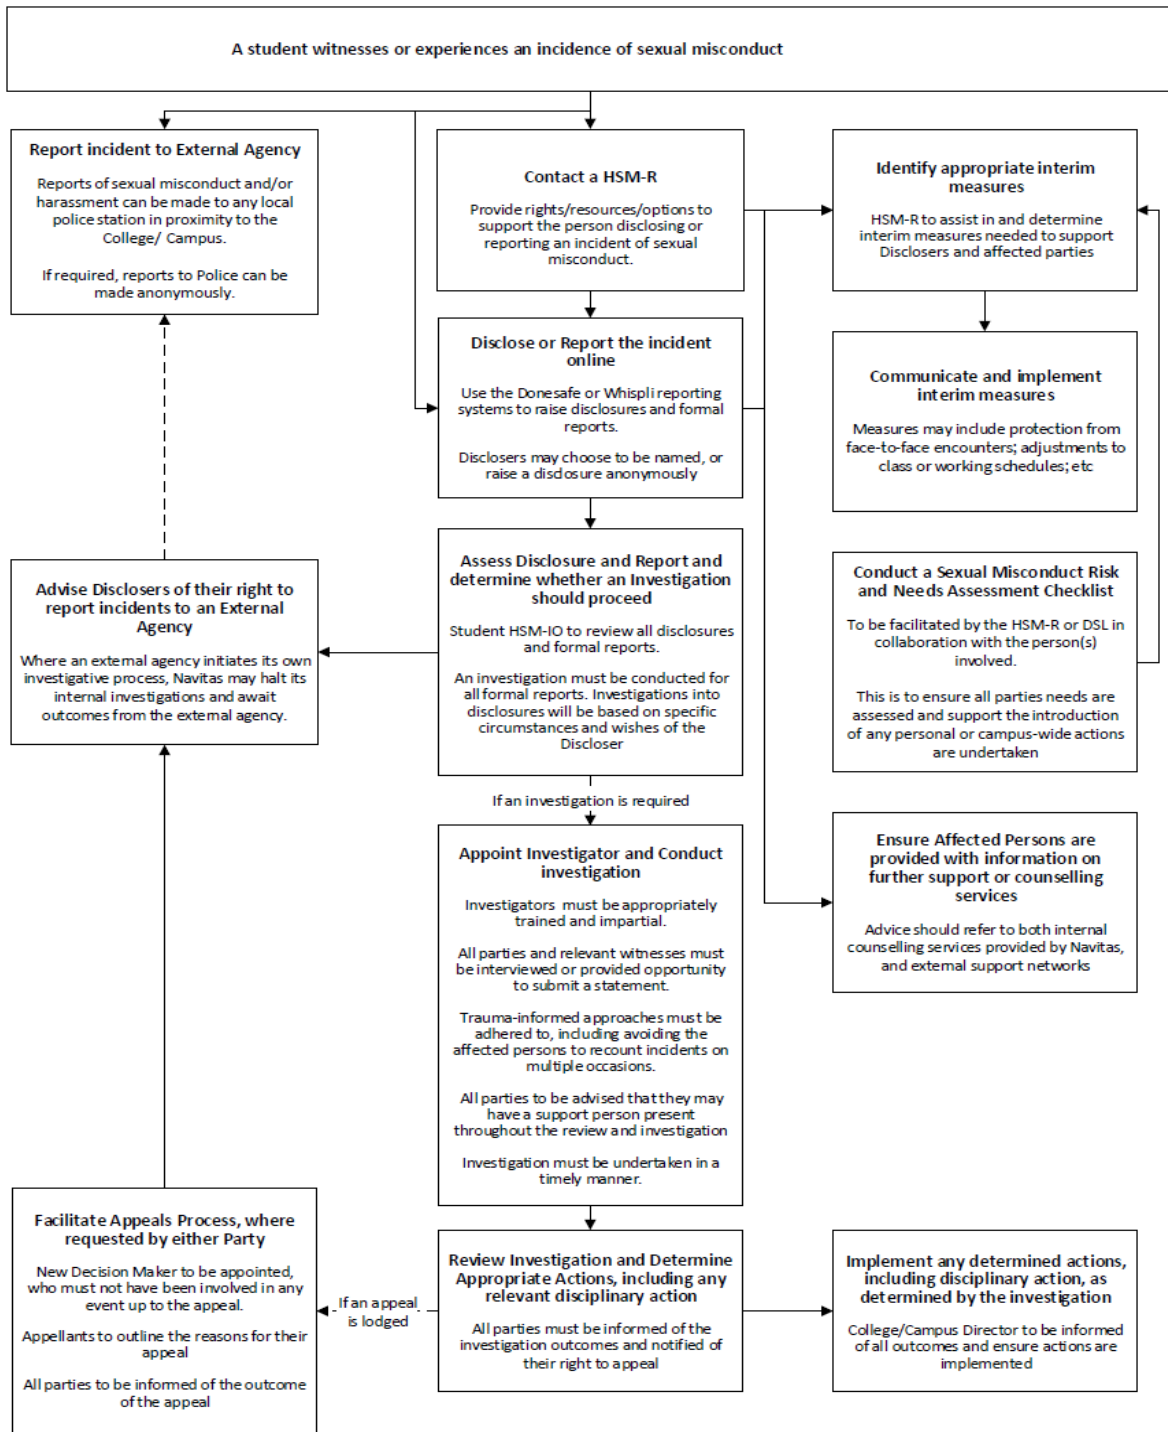 A student witnesses or experiences an incidence of sexual misconduct
Report incident to External Agency
Reports of sexual misconduct and/or
harassment can be made to any local
police station in proximity to the
College/ Campus.
If required, reports to Police can be
made anonymously.
Contact a HSM-R
Provide rights/resources/options to
support the person disclosing or
reporting an incident of sexual
misconduct.
Identify appropriate interim
measures
HSM-R to assist in and determine
interim measures needed to support
Disclosers and affected parties
Disclose or Report the incident
online
Use the Donesafe or Whispli reporting
systems to raise disclosures and formal
reports.
Disclosers may choose to be named, or
raise a disclosure anonymously
Communicate and implement
interim measures
Measures may include protection from
face-to-face encounters; adjustments to
class or working schedules; etc
Advise Disclosers of their right to
report incidents to an External
Agency
Where an external agency initiates its own
investigative process, Navitas may halt its
internal investigations and await
outcomes from the external agency.
Assess Disclosure and Report and
determine whether an Investigation
should proceed
Student HSM-IO to review all disclosures
and formal reports.
An investigation must be conducted for
all formal reports. Investigations into
disclosures will be based on specific
circumstances and wishes of the
Discloser
Conduct a Sexual Misconduct Risk
and Needs Assessment Checklist
To be facilitated by the HSM-R or DSL in
collaboration with the person(s)
involved.
This is to ensure all parties needs are
assessed and support the introduction
of any personal or campus-wide actions
are undertaken
If an investigation is required
Appoint Investigator and Conduct
investigation
Investigators must be appropriately
trained and impartial.
All parties and relevant witnesses must
be interviewed or provided opportunity
to submit a statement.
Trauma-informed approaches must be
adhered to, including avoiding the
affected persons to recount incidents on
multiple occasions.
All parties to be advised that they may
have a support person present
throughout the review and investigation
Investigation must be undertaken in a
timely manner.
Ensure Affected Persons are
provided with information on
further support or counselling
services
Advice should refer to both internal
counselling services provided by Navitas,
and external support networks
Facilitate Appeals Process, where
requested by either Party
New Decision Maker to be appointed,
who must not have been involved in any
event up to the appeal.
Appellants to outline the reasons for their
appeal
All parties to be informed of the outcome
of the appeal
If an appeal
is lodged
Review Investigation and Determine
Appropriate Actions, including any
relevant disciplinary action
All parties must be informed of the
investigation outcomes and notified of
their right to appeal
Implement any determined actions,
including disciplinary action, as
determined by the investigation
College/Campus Director to be informed
of all outcomes and ensure actions are
implemented